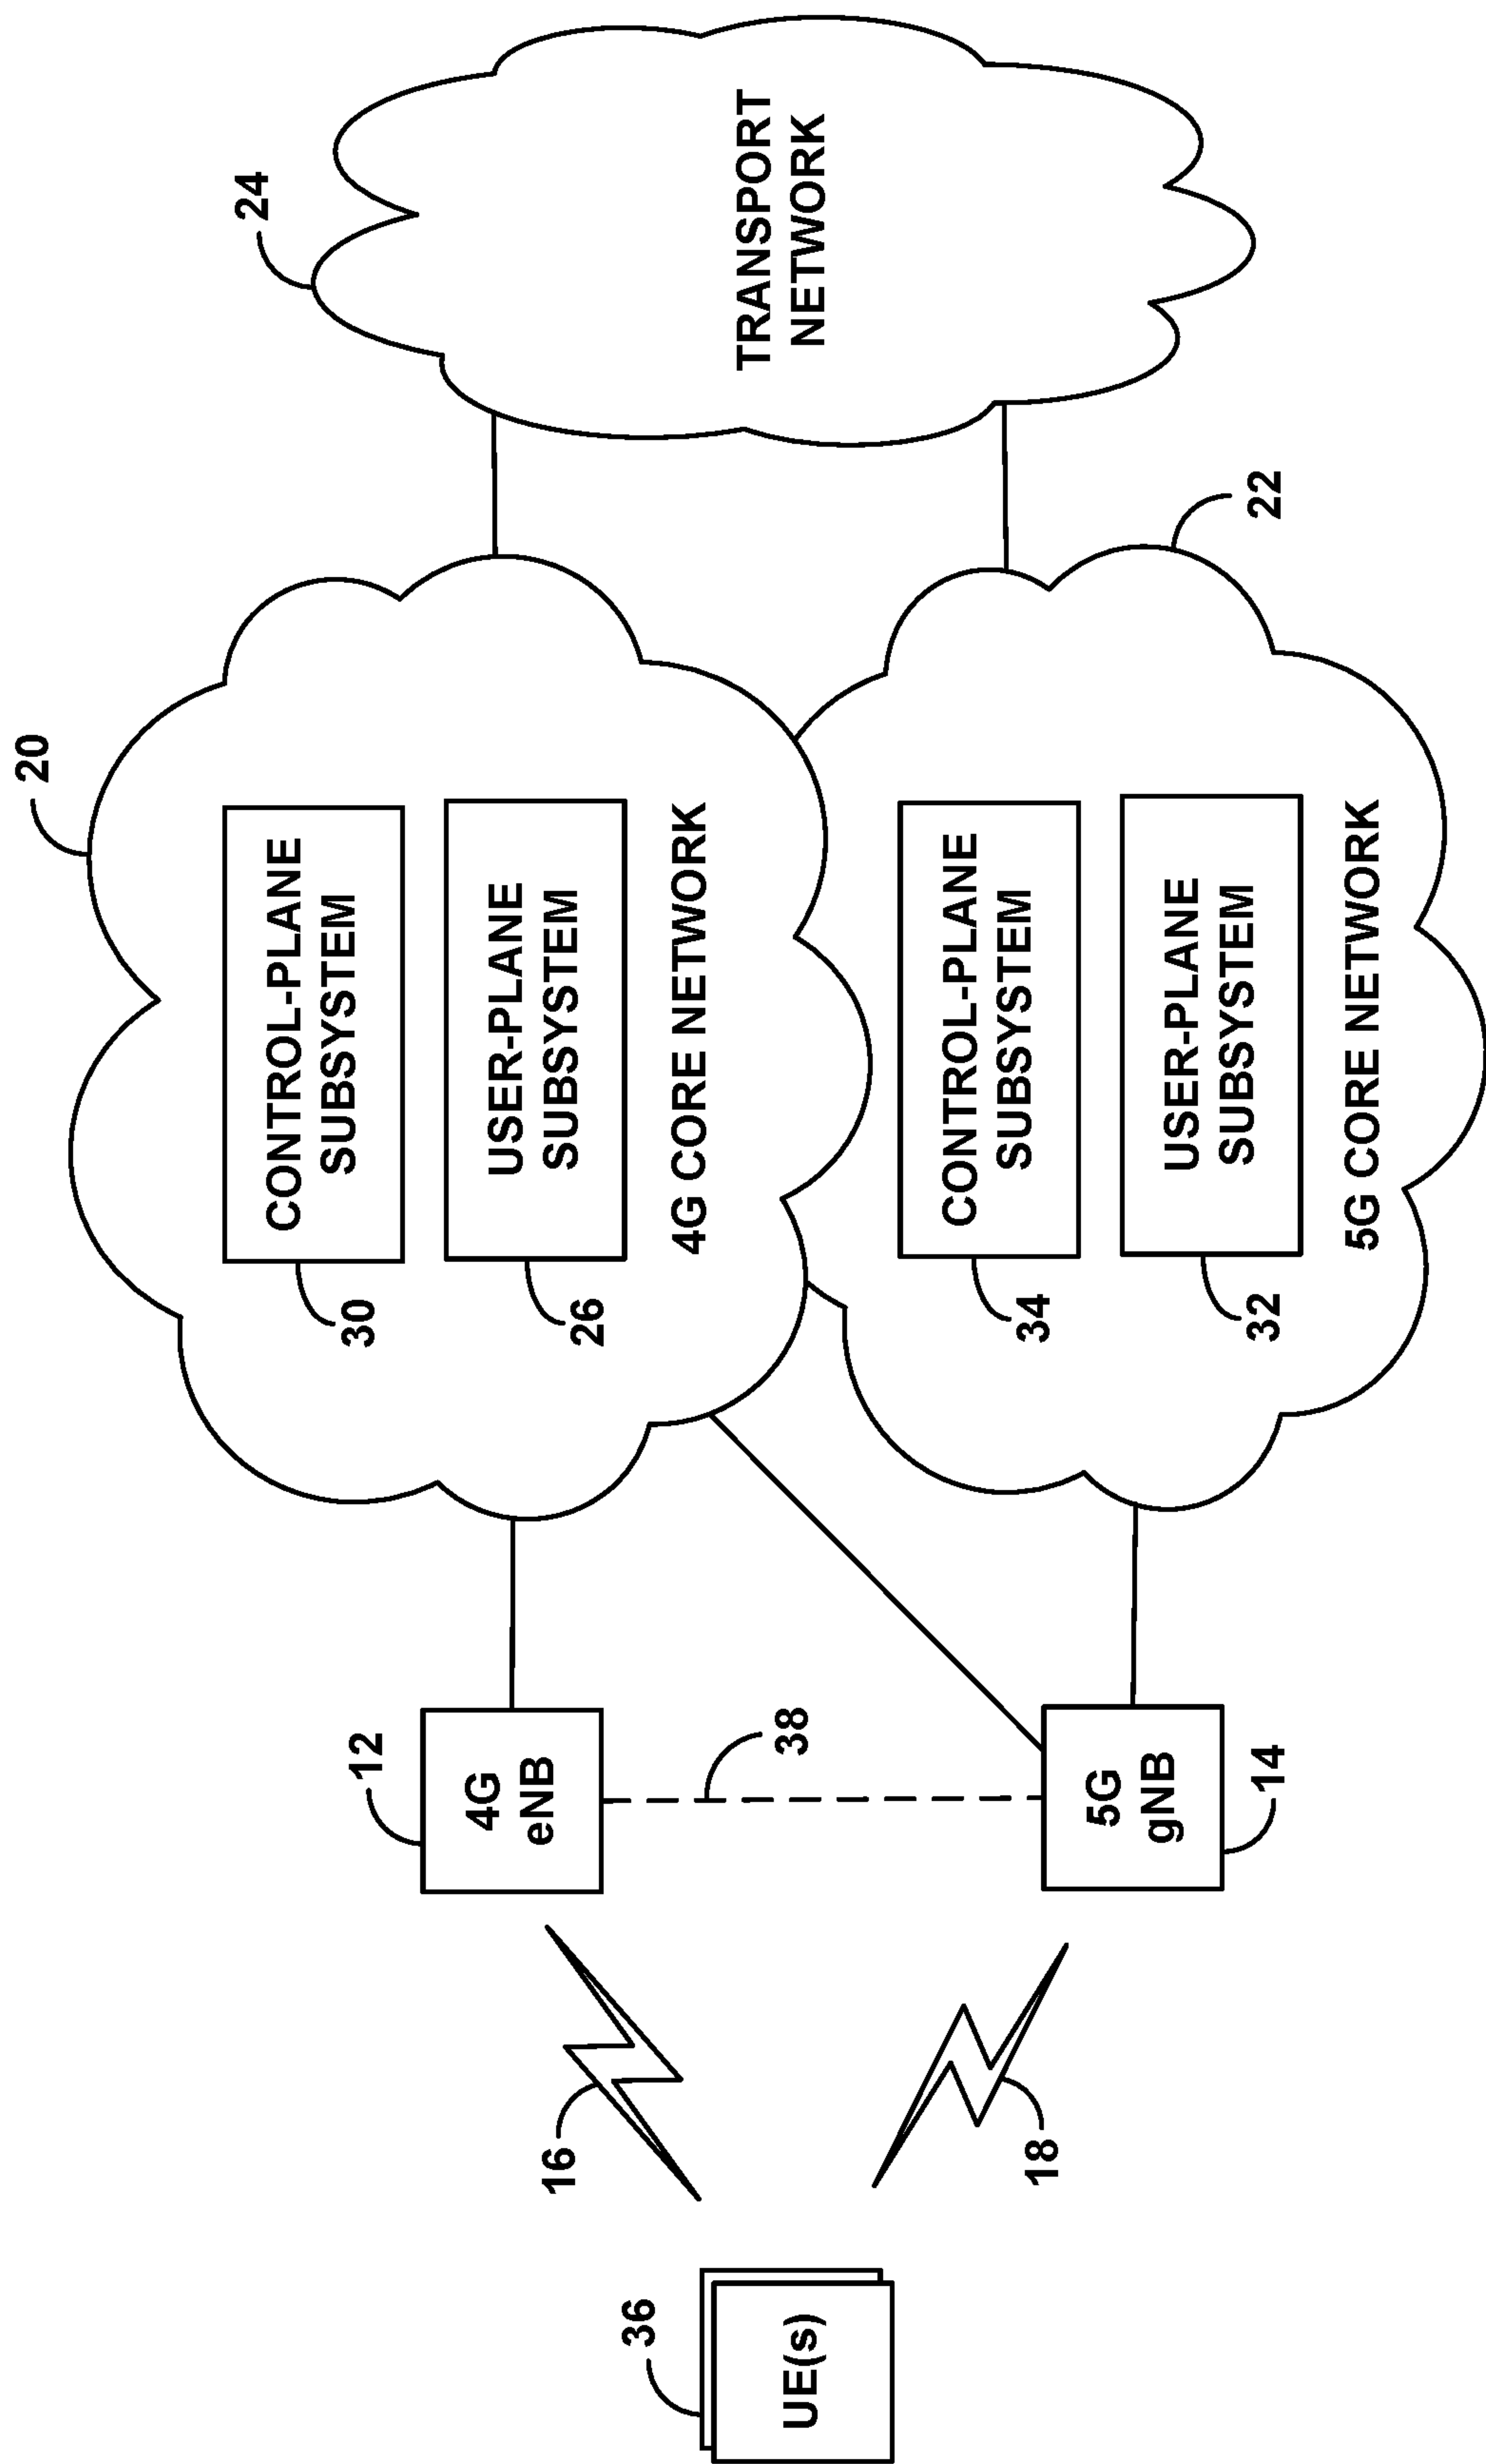 20
24
CONTROL-PLANE
SUBSYSTEM
30
USER-PLANE
SUBSYSTEM
26
4G CORE NETWORK
12
4G
eNB
16
36
UE(s)
38
TRANSPORT
NETWORK
CONTROL-PLANE
SUBSYSTEM
34
USER-PLANE
SUBSYSTEM
32
5G CORE NETWORK
22
18
5G
gNB
14